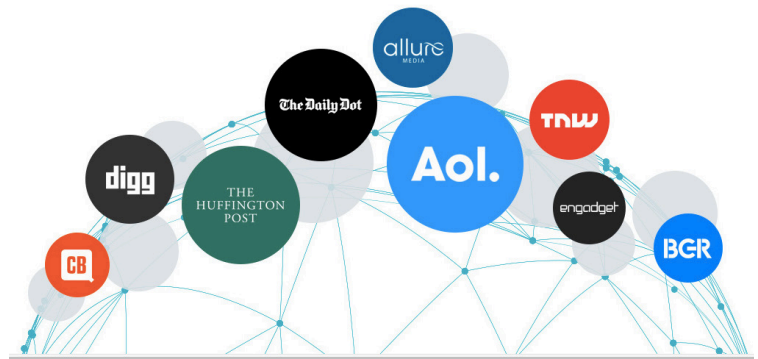 allure
MEDIA
The Daily Dot
TNW
Aol.
digg
THE
HUFFINGTON
POST
engadget
CB
BGR